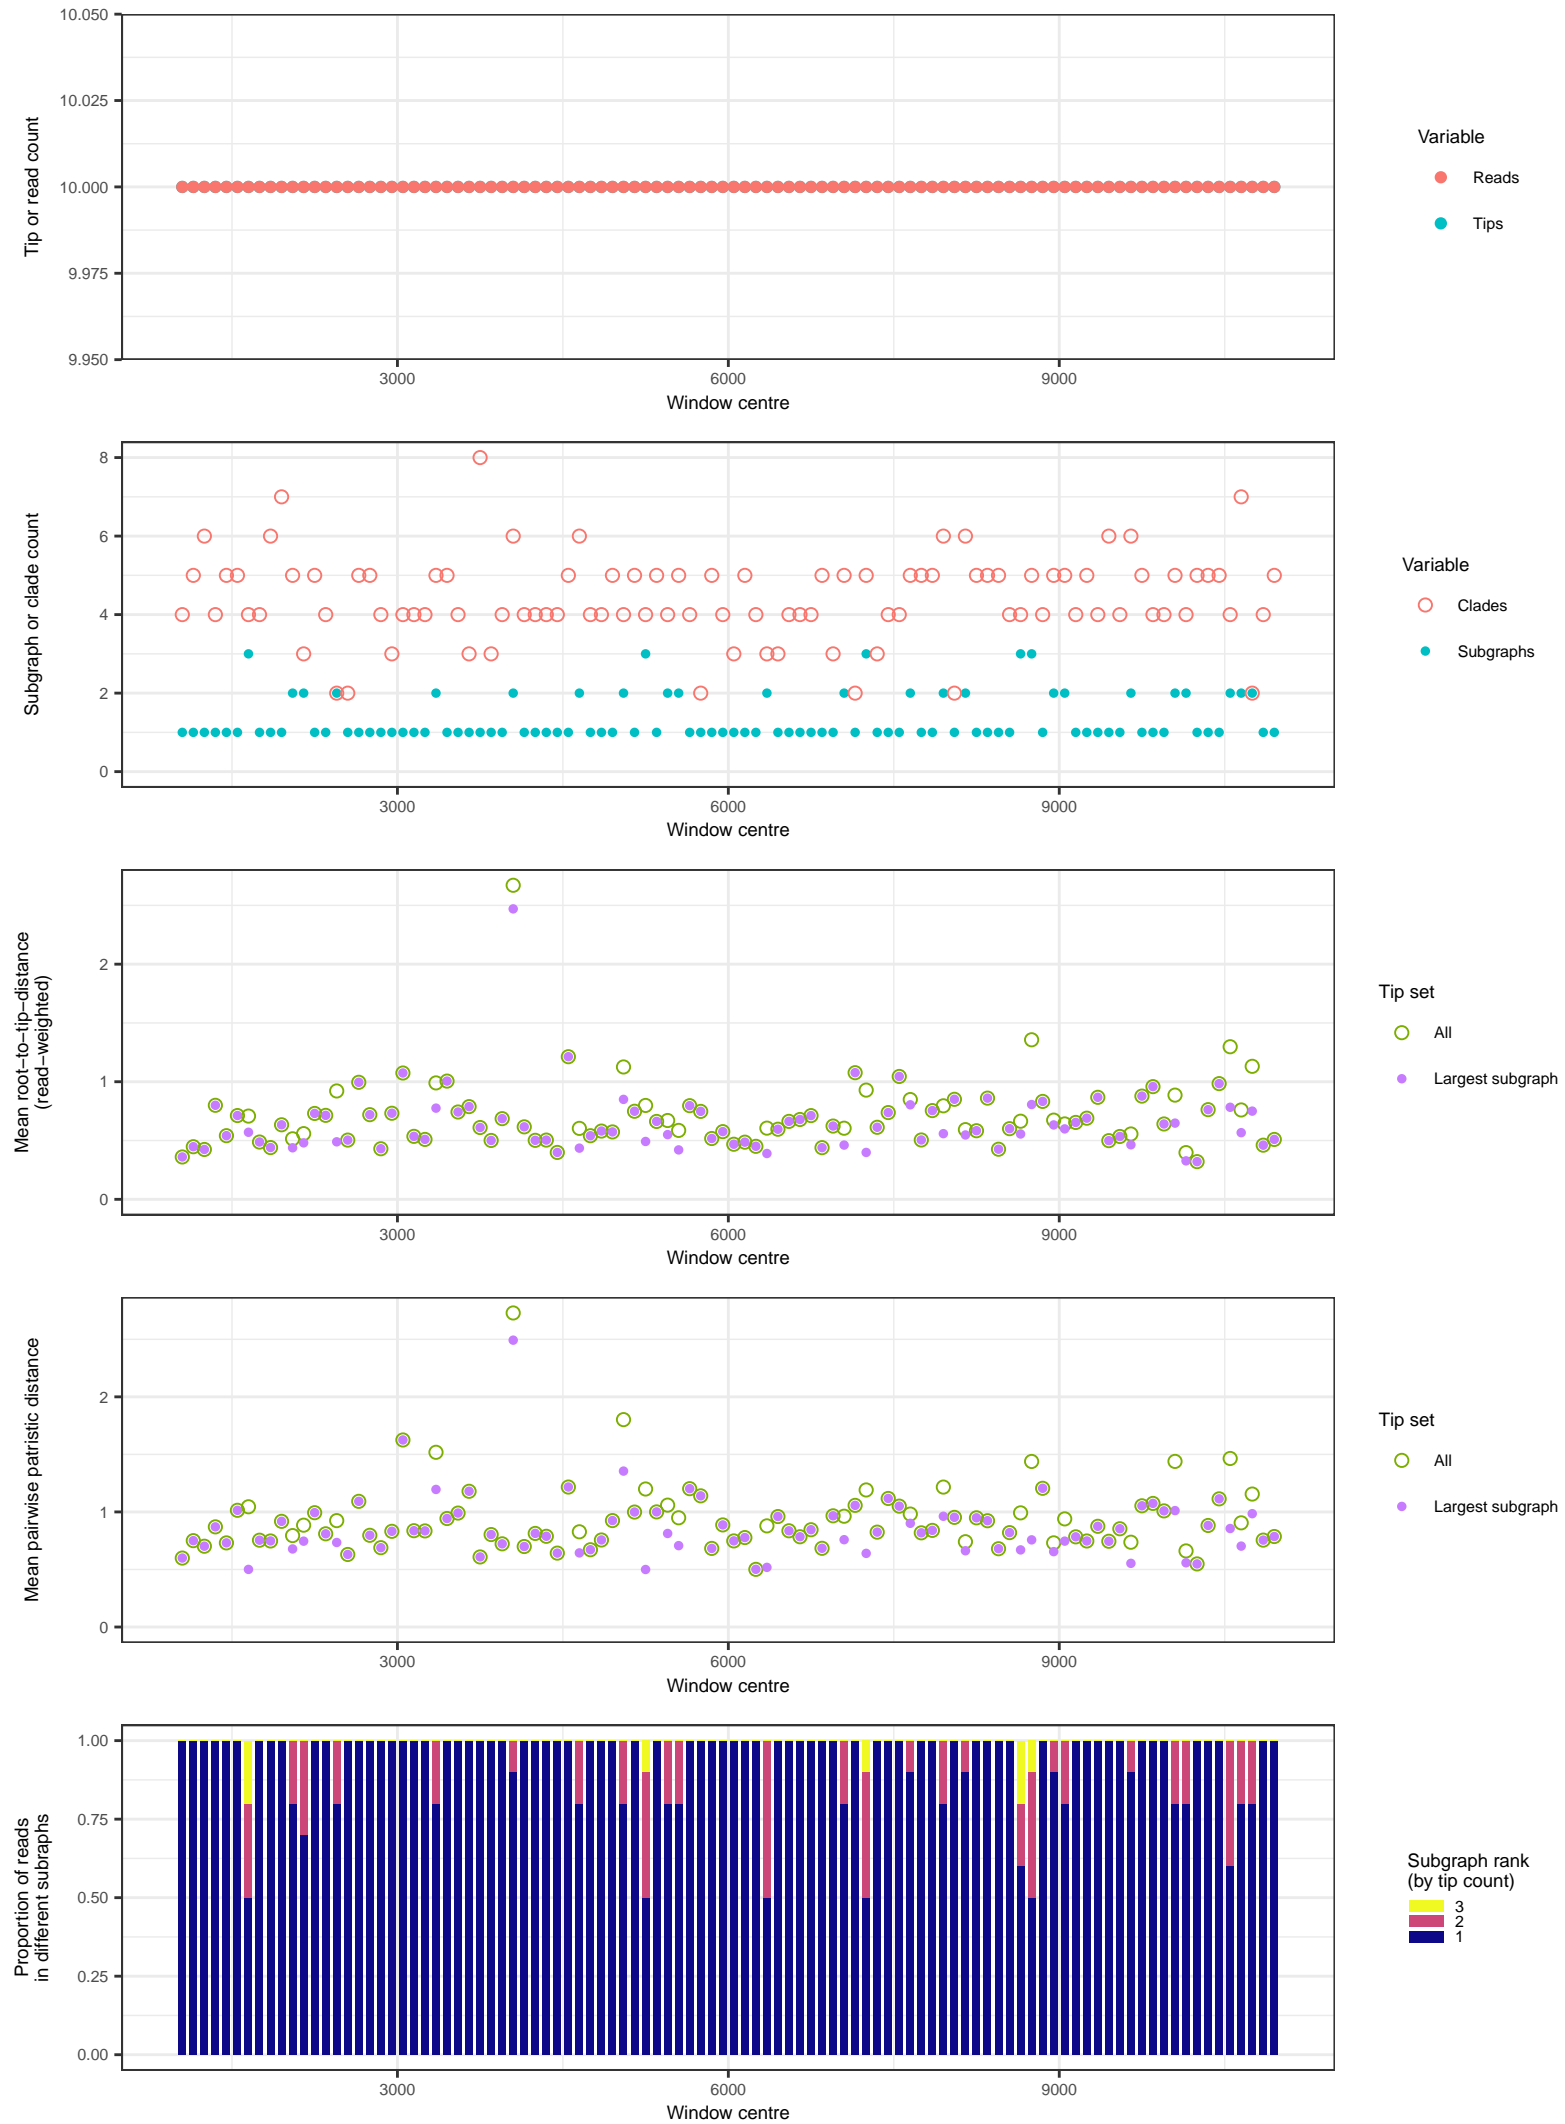 10.050
10.025
10.000
9.975
9.950
Tip or read count
3000
6000
9000
Window centre
Variable
Reads
Tips
8
6
4
2
0
Subgraph or clade count
3000
6000
9000
Window centre
Variable
Clades
Subgraphs
2
1
0
Mean root−to−tip−distance
(read−weighted)
3000
6000
9000
Window centre
Tip set
All
Largest subgraph
2
1
0
Mean pairwise patristic distance
3000
6000
9000
Window centre
Tip set
All
Largest subgraph
1.00
0.75
0.50
0.25
0.00
Proportion of reads
in different subraphs
3000
6000
9000
Window centre
Subgraph rank
(by tip count)
3
2
1